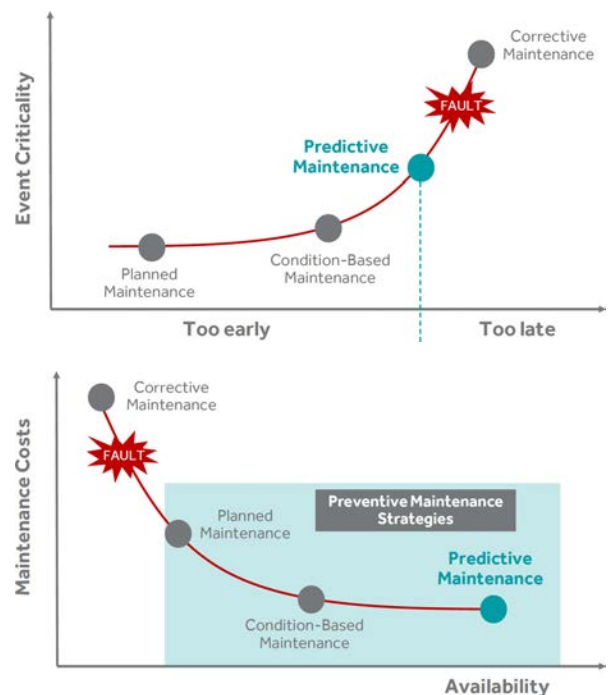 Event Criticality
Corrective
Maintenance
FAULT
Predictive
Maintenance
Planned
Maintenance
Condition-Based
Maintenance
Too early
Too late
Maintenance Costs
Corrective
Maintenance
FAULT
Planned
Maintenance
Preventive Maintenance
Strategies
Predictive
Maintenance
Condition-Based
Maintenance
Availability